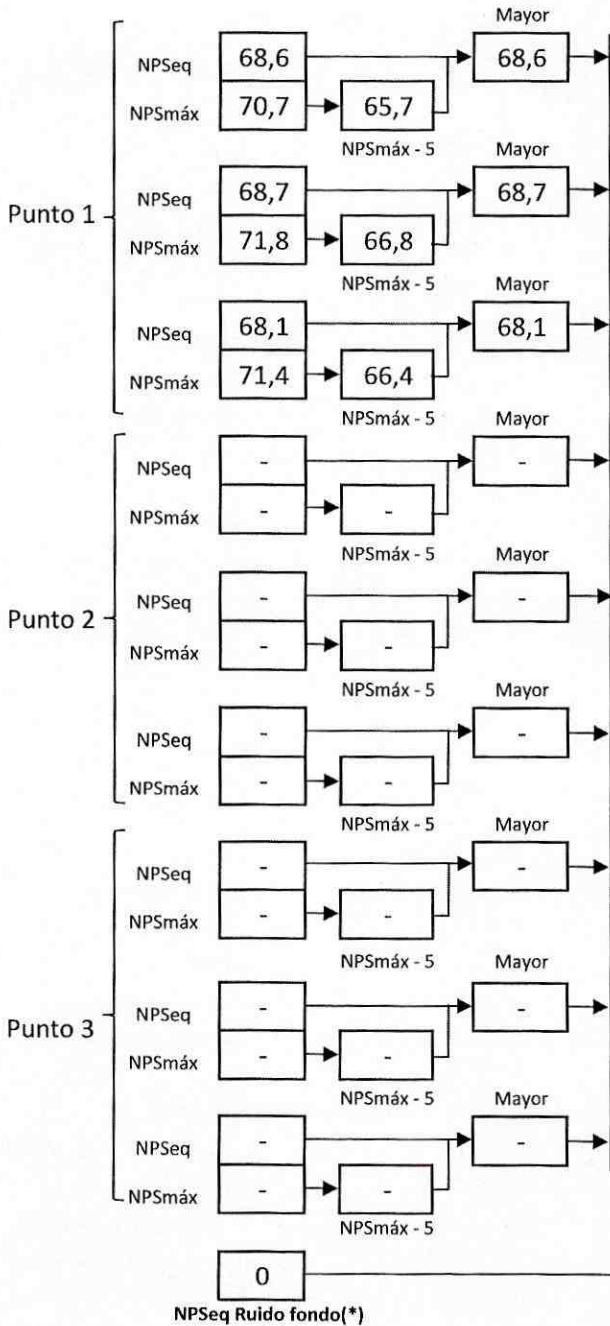 Mayor
NPSeq 68,6 68,6
NPSmáx 70,7 65,7
NPSmáx - 5 Mayor
NPSeq 68,7 68,7
Punto 1
NPSmáx 71,8 66,8
NPSmáx - 5 Mayor
NPSeq 68,1 68,1
NPSmáx 71,4 66,4
NPSmáx - 5 Mayor
NPSeq - -
NPSmáx - -
NPSmáx - 5 Mayor
NPSeq - -
Punto 2
NPSmáx - -
NPSmáx - 5 Mayor
NPSeq - -
NPSmáx - -
NPSmáx - 5 Mayor
NPSeq - -
NPSmáx - -
NPSmáx - 5 Mayor
NPSeq - -
Punto 3
NPSmáx - -
NPSmáx - 5 Mayor
NPSeq - -
NPSmáx - -
NPSmáx - 5
0
NPSeq Ruido fondo(*)